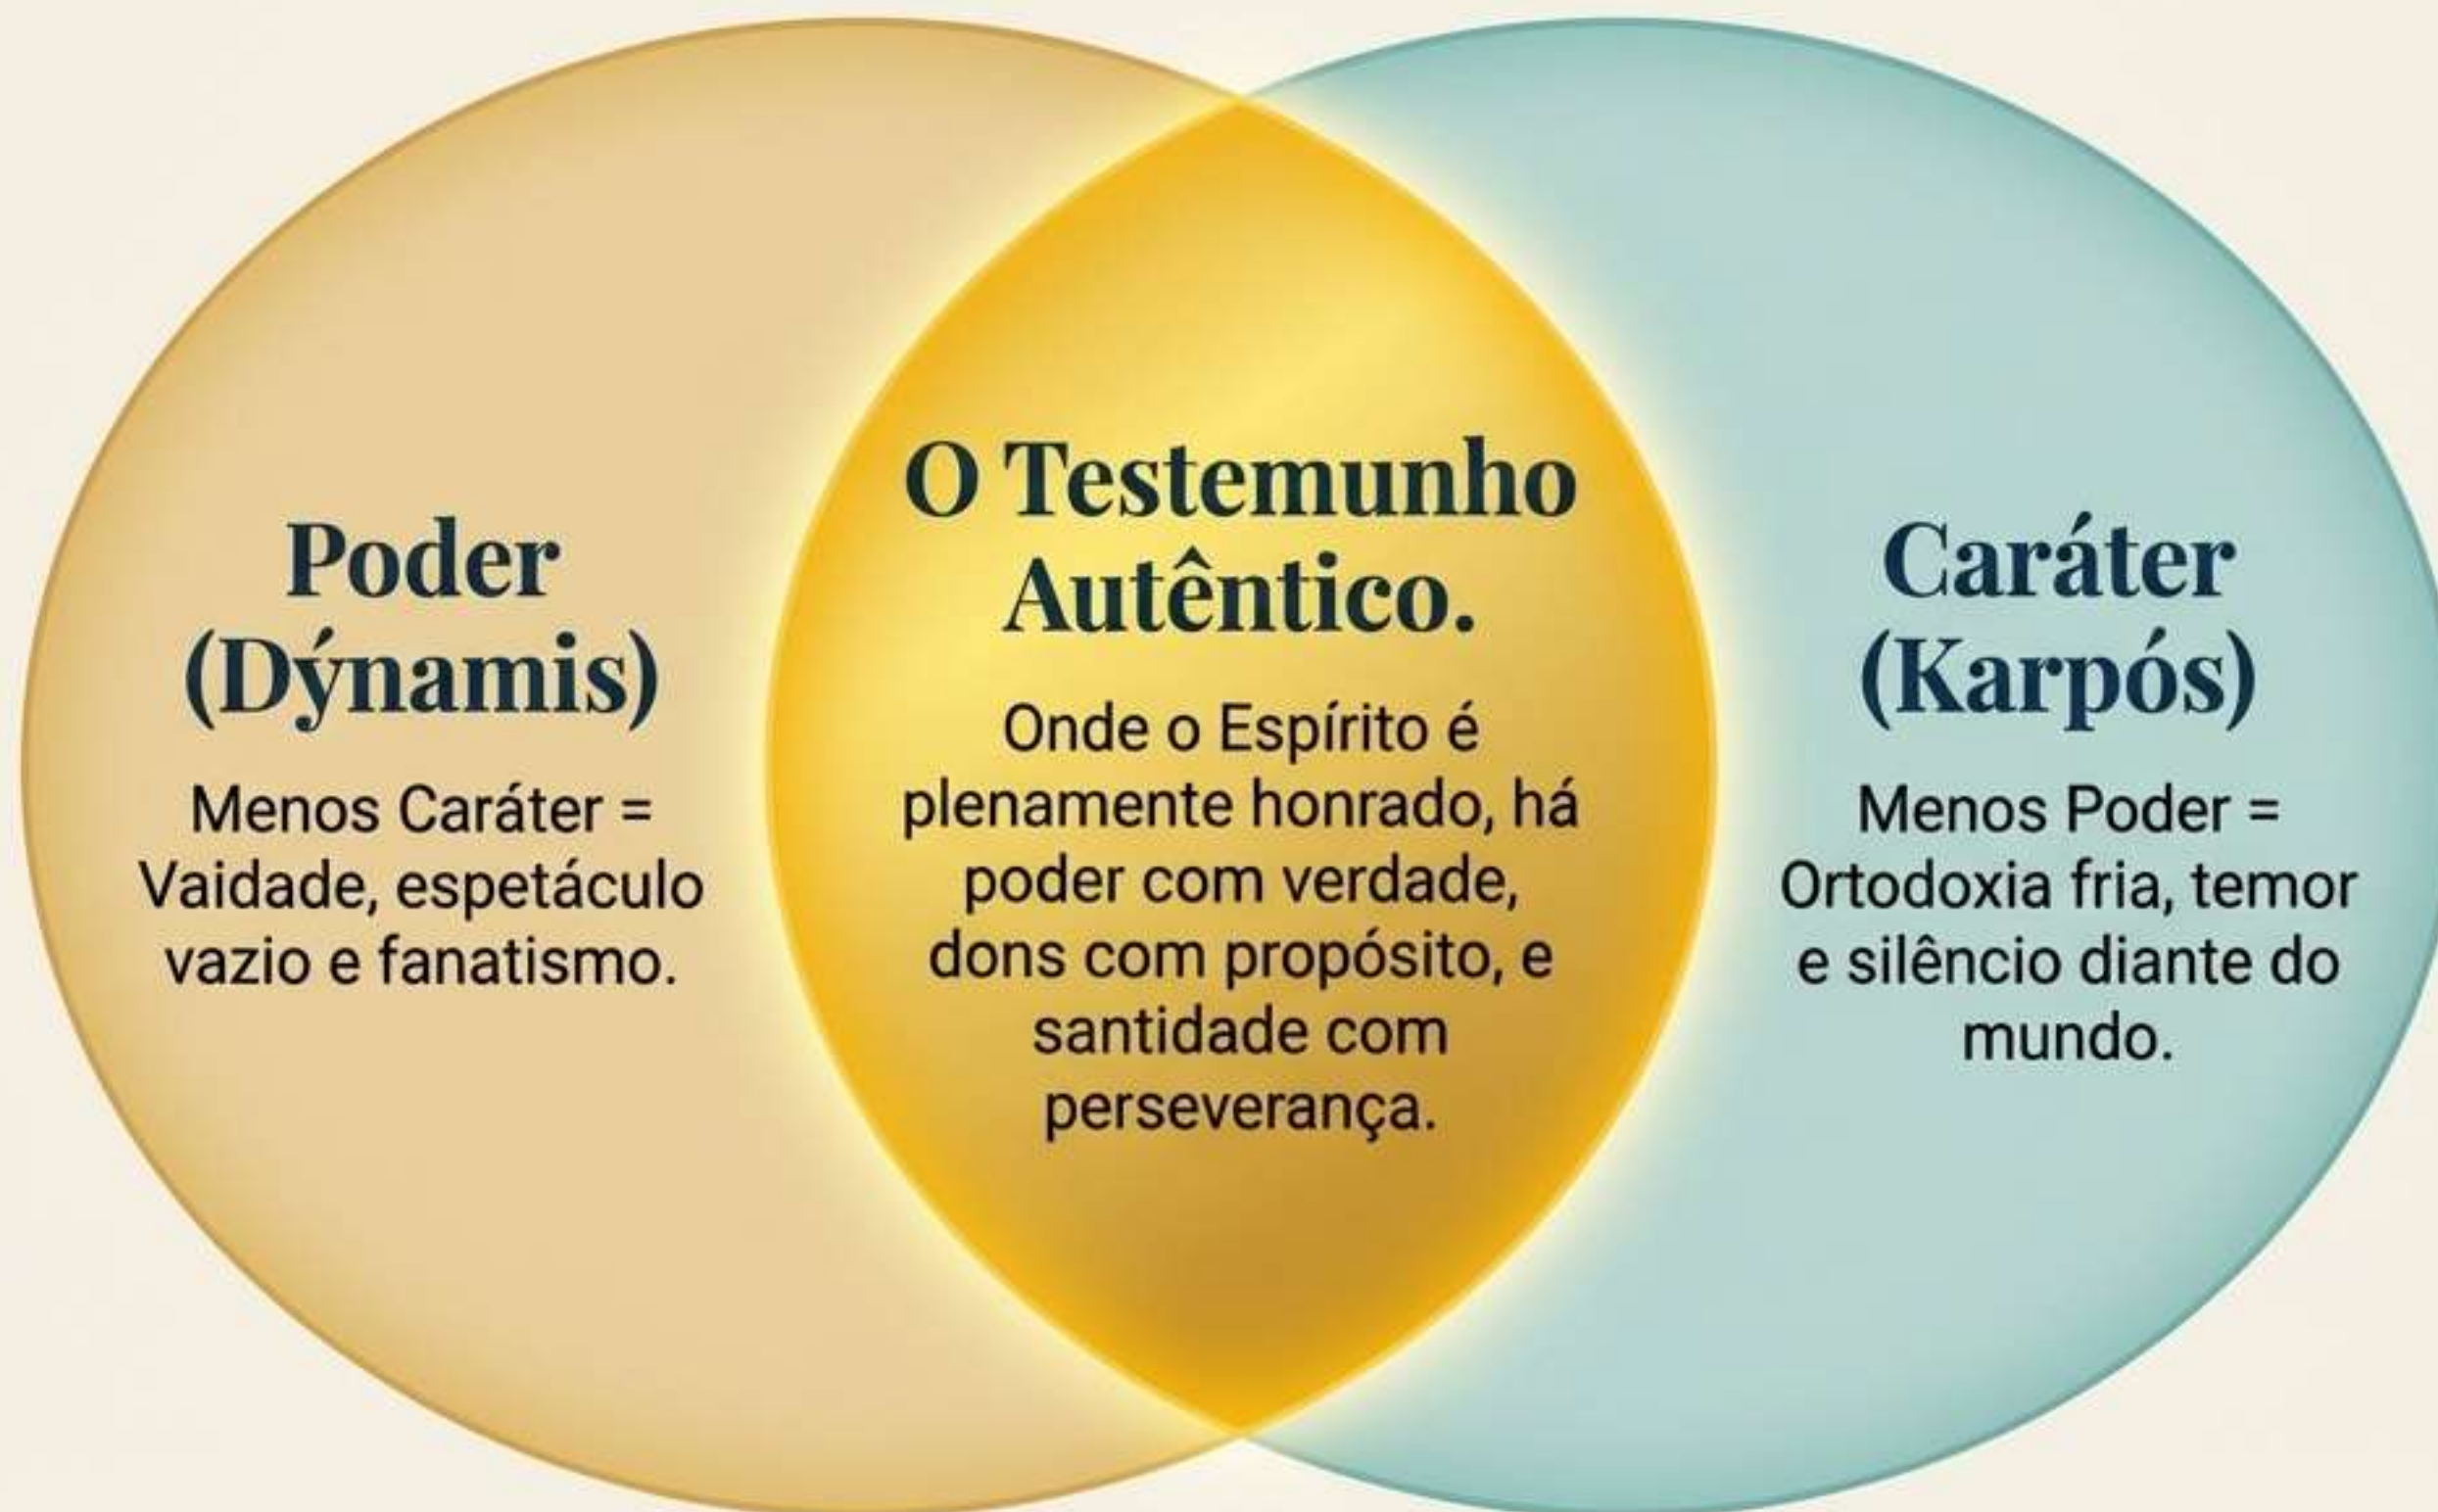 Poder
(Dýnamis)
Menos Caráter =
Vaidade, espetáculo
vazio e fanatismo.
O Testemunho
Autêntico.
Onde o Espírito é
plenamente honrado, há
poder com verdade,
dons com propósito, e
santidade com
perseverança.
Caráter
(Karpós)
Menos Poder =
Ortodoxia fria, temor
e silêncio diante do
mundo.